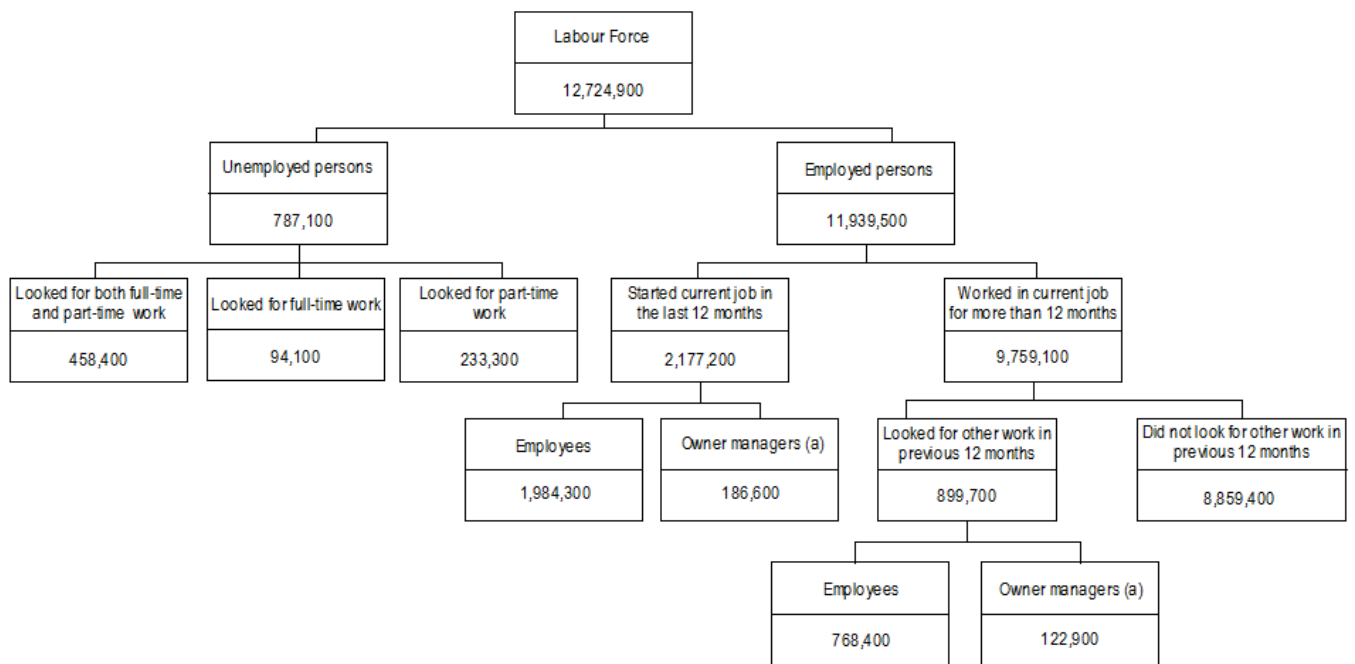 Labour Force
12,724,900
Unemployed persons
787,100
Employed persons
11,939,500
Looked for both full-time
and part-time work
458,400
Looked for full-time work
94,100
Looked for part-time
work
233,300
Started current job in
the last 12 months
2,177,200
Worked in current job
for more than 12 months
9,759,100
Employees
1,984,300
Owner managers (a)
186,600
Looked for other work in
previous 12 months
899,700
Did not look for other work in
previous 12 months
8,859,400
Employees
768,400
Owner managers (a)
122,900